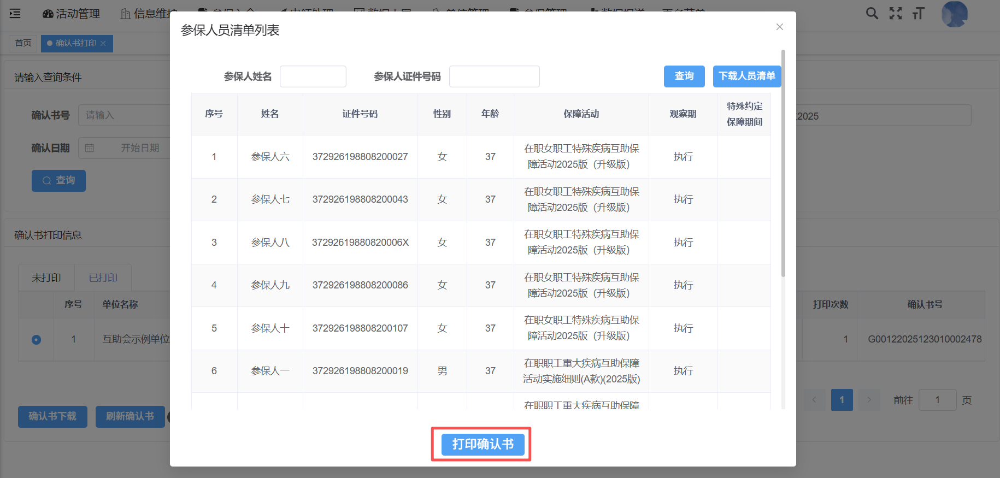 活动管理
信息维护
参保人员清单列表
首页
确认书打印
参保人姓名
参保人证件号码
查询
下载人员清单
请输入查询条件
确认书号
请输入
2025
确认日期
开始日期
查询
序号 姓名 证件号码 性别 年龄 保障活动 观察期 特殊约定
保障期间
1 参保人六 372926198808200027 女 37 在职女职工特殊疾病互助保
障活动2025版（升级版） 执行
2 参保人七 372926198808200043 女 37 在职女职工特殊疾病互助保
障活动2025版（升级版） 执行
3 参保人八 37292619880820006X 女 37 在职女职工特殊疾病互助保
障活动2025版（升级版） 执行
4 参保人九 372926198808200086 女 37 在职女职工特殊疾病互助保
障活动2025版（升级版） 执行
5 参保人十 372926198808200107 女 37 在职女职工特殊疾病互助保
障活动2025版（升级版） 执行
6 参保人一 372926198808200019 男 37 在职职工重大疾病互助保障
活动实施细则(A款)(2025版) 执行
在职职工重大疾病互助保障
打印确认书
确认书打印信息
未打印
已打印
序号 单位名称 打印次数 确认书号
1 互助会示例单位 1 G00122025123010002478
1
前往 1 页
确认书下载
刷新确认书